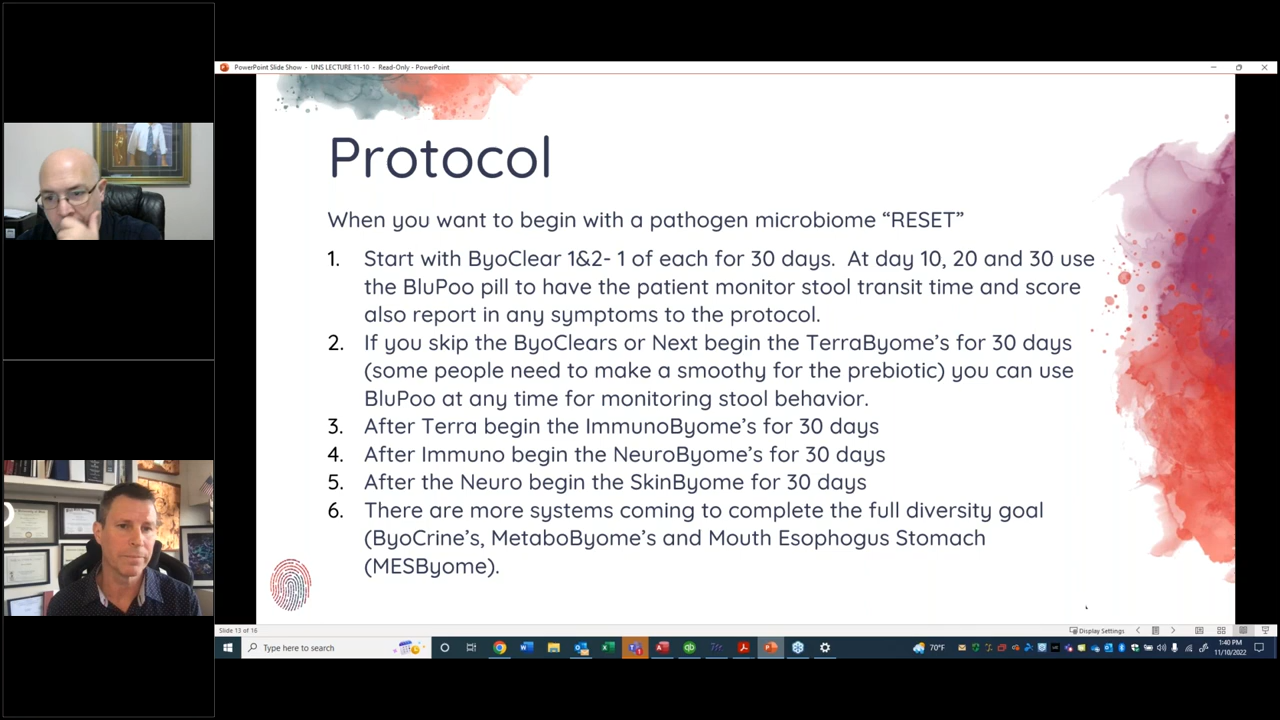 PowerPoint Slide Show - UNS LECTURE 11-10 - Read-Only - PowerPoint
Protocol
When you want to begin with a pathogen microbiome “RESET”
1. Start with ByoClear 1&2- 1 of each for 30 days. At day 10, 20 and 30 use
the BluPoo pill to have the patient monitor stool transit time and score
also report in any symptoms to the protocol.
2. If you skip the ByoClears or Next begin the TerraByome’s for 30 days
(some people need to make a smoothy for the prebiotic) you can use
BluPoo at any time for monitoring stool behavior.
3. After Terra begin the ImmunoByome’s for 30 days
4. After Immuno begin the NeuroByome’s for 30 days
5. After the Neuro begin the SkinByome for 30 days
6. There are more systems coming to complete the full diversity goal
(ByoCrine’s, MetaboByome’s and Mouth Esophogus Stomach
(MESByome).
Slide 13 of 16
Display Settings
Type here to search
70°F
1:40 PM
11/10/2022